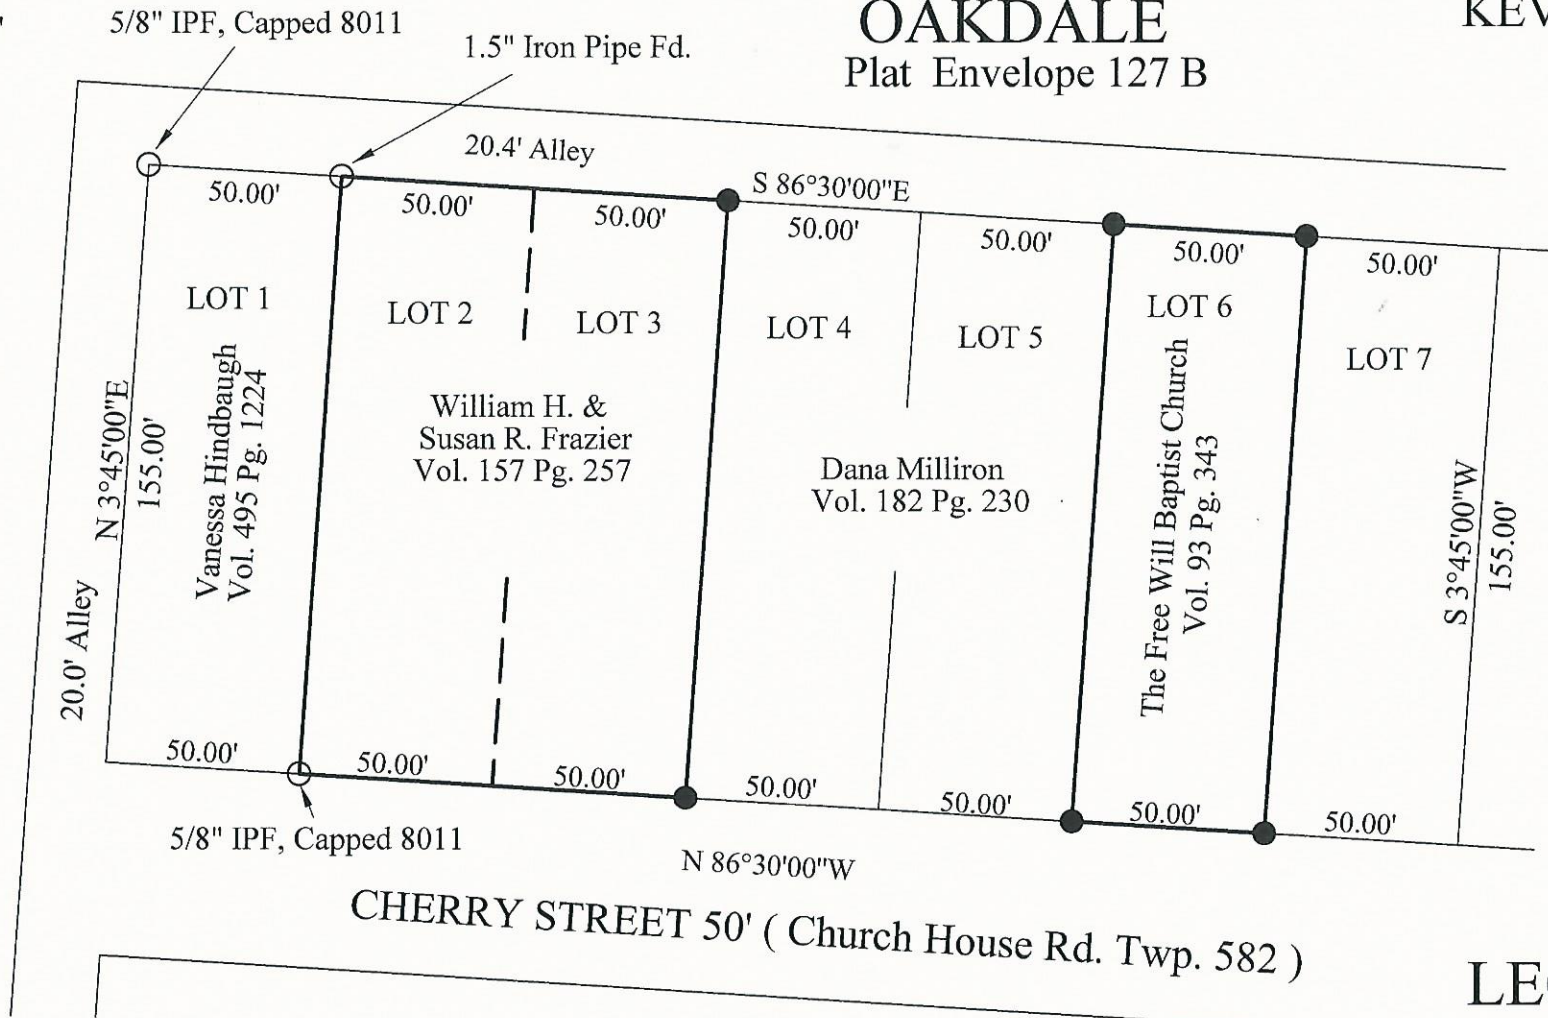 5/8" IPF, Capped 8011
1.5" Iron Pipe Fd.
OAKDALE
Plat Envelope 127 B
KEV
20.4' Alley
S 86°30'00"E
50.00'
50.00'
50.00'
50.00'
50.00'
50.00'
50.00'
LOT 1
LOT 2
LOT 3
LOT 4
LOT 5
LOT 6
LOT 7
N 3°45'00"E
155.00'
Vanessa Hindbaugh
Vol. 495 Pg. 1224
William H. &
Susan R. Frazier
Vol. 157 Pg. 257
Dana Milliron
Vol. 182 Pg. 230
The Free Will Baptist Church
Vol. 93 Pg. 343
S 3°45'00"W
155.00'
20.0' Alley
50.00'
50.00'
50.00'
50.00'
50.00'
50.00'
50.00'
5/8" IPF, Capped 8011
N 86°30'00"W
CHERRY STREET 50' ( Church House Rd. Twp. 582 )